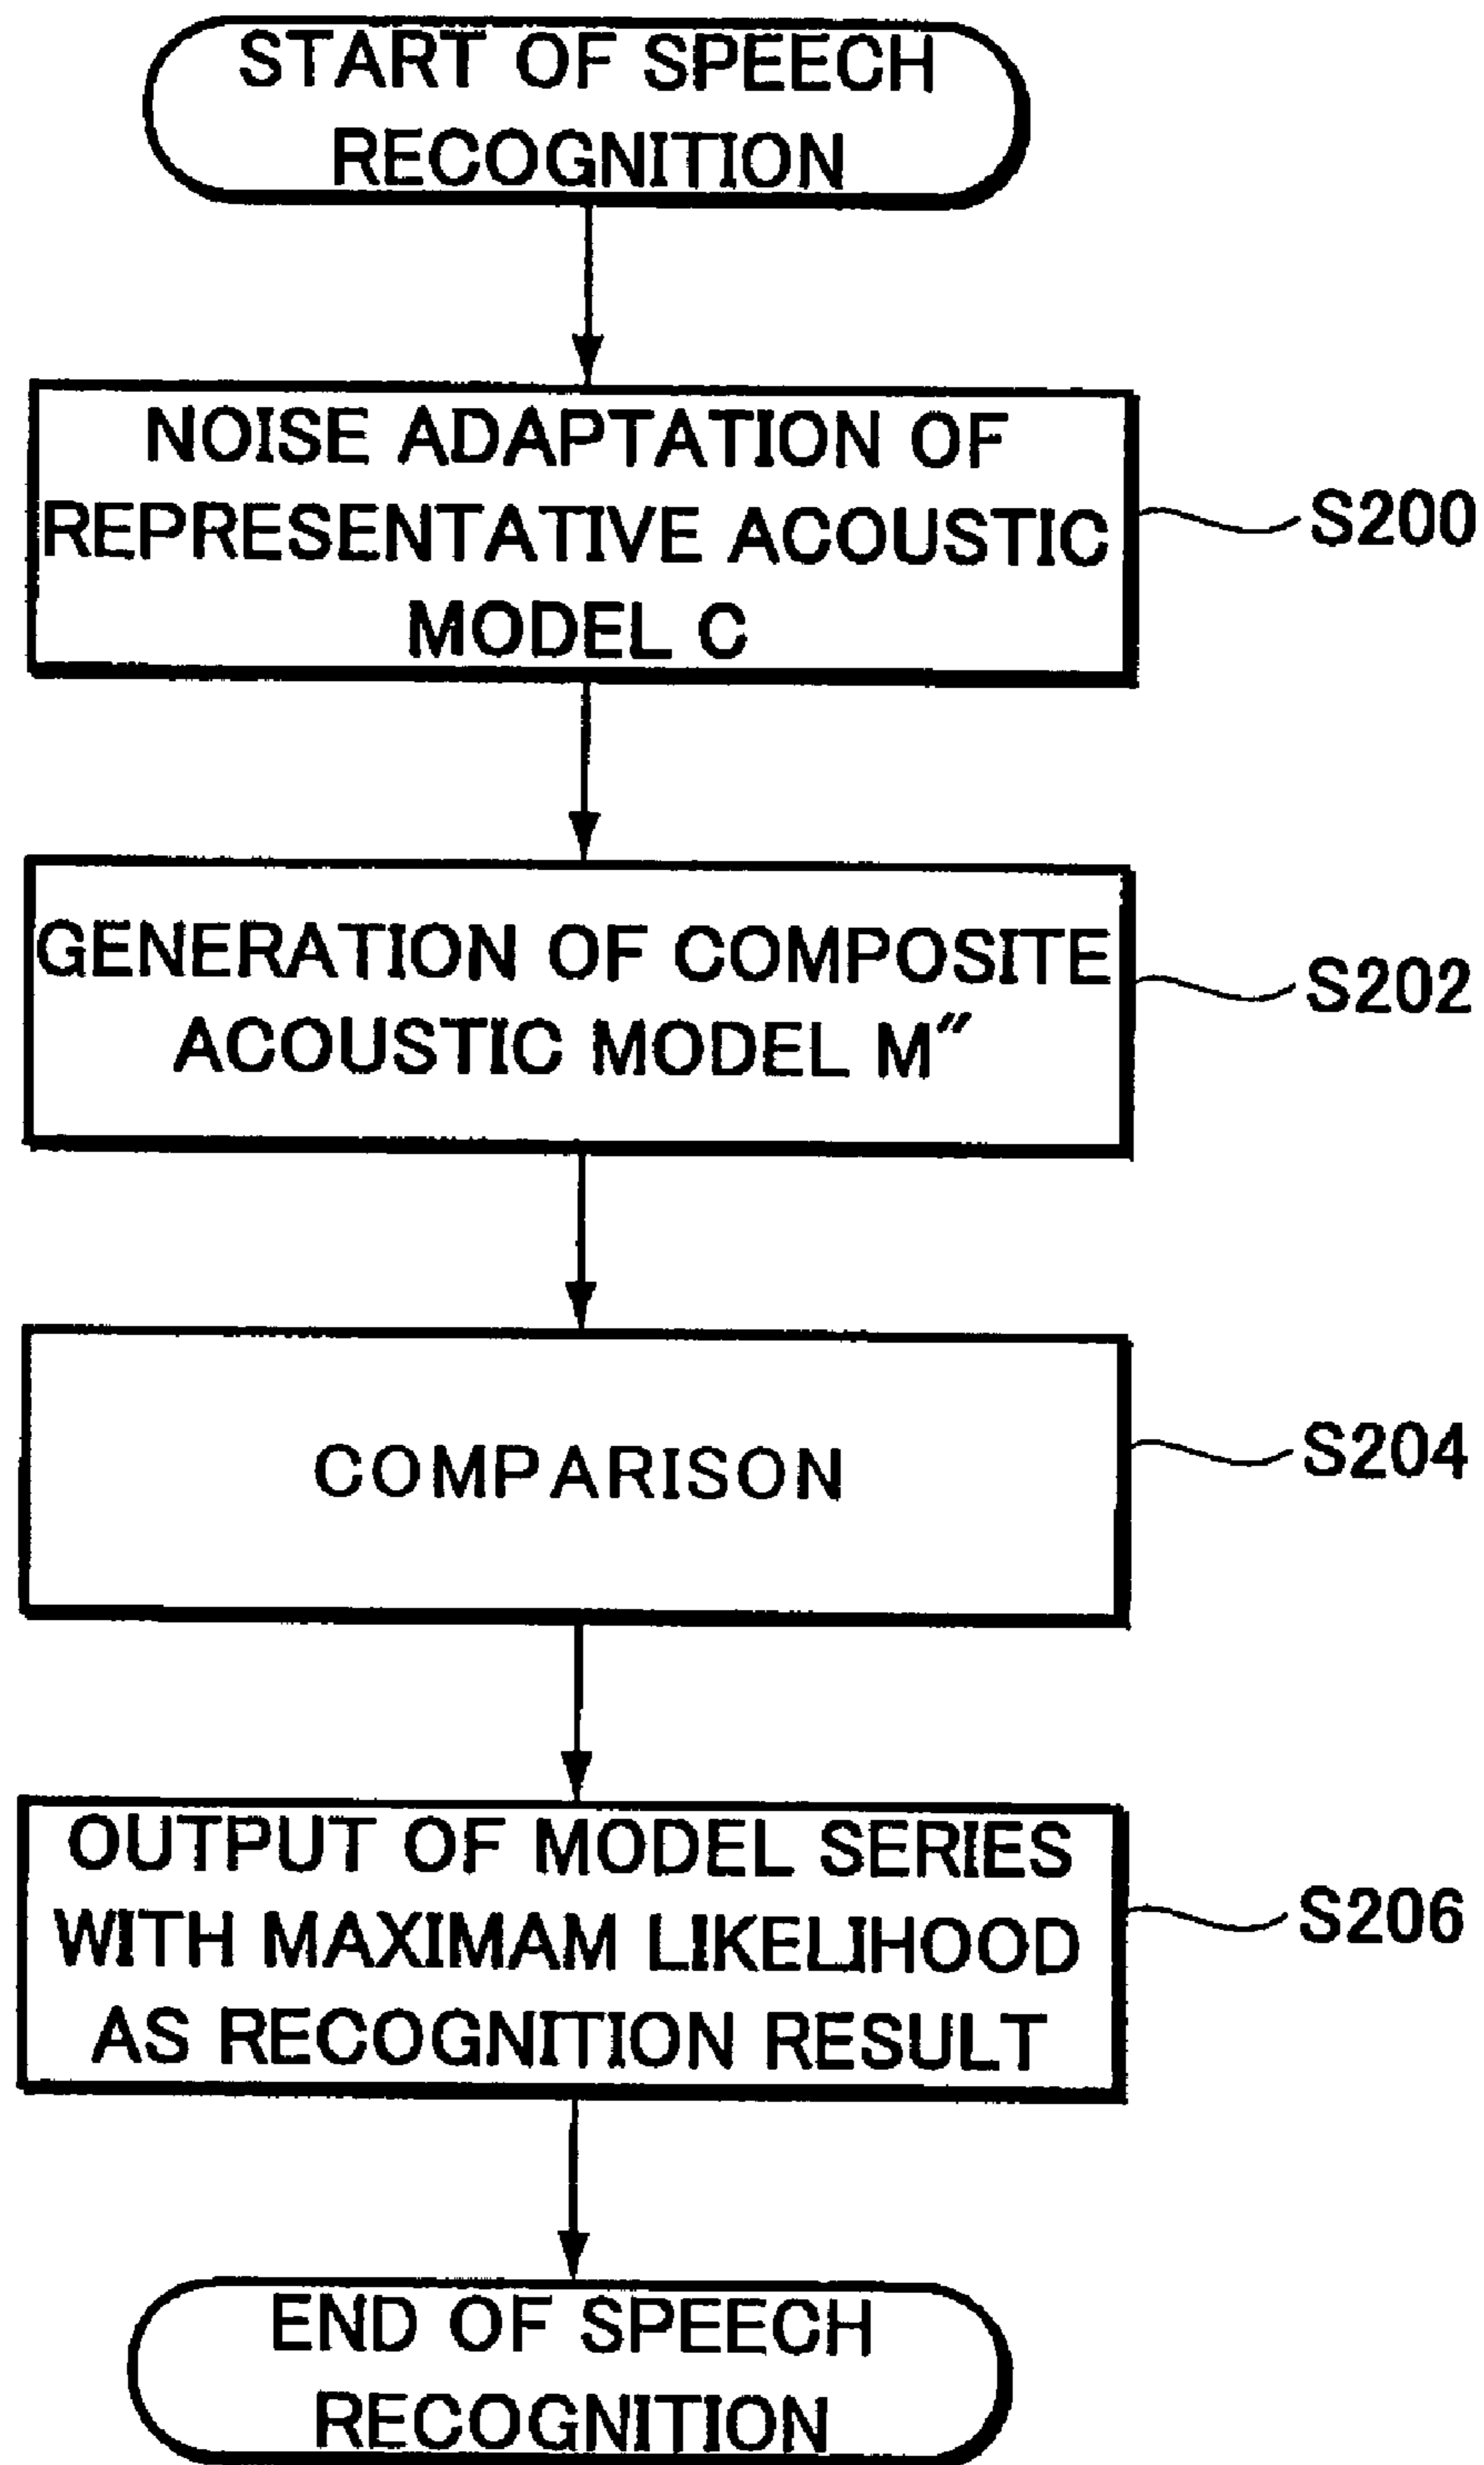 START OF SPEECH
RECOGNITION
NOISE ADAPTATION OF
REPRESENTATIVE ACOUSTIC
MODEL C
S200
GENERATION OF COMPOSITE
ACOUSTIC MODEL M″
S202
COMPARISON
S204
OUTPUT OF MODEL SERIES
WITH MAXIMAM LIKELIHOOD
AS RECOGNITION RESULT
S206
END OF SPEECH
RECOGNITION